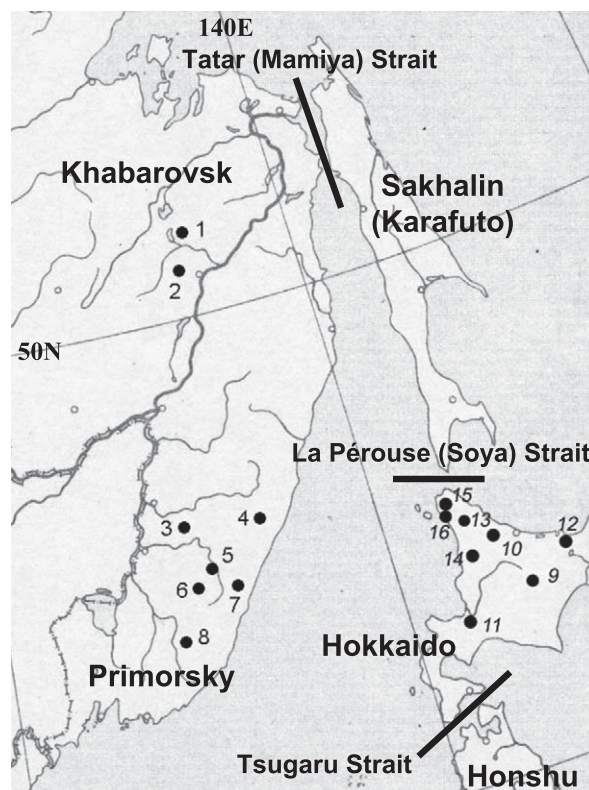 140E
Tatar (Mamiya) Strait
Khabarovsk
Sakhalin
(Karafuto)
1
2
50N
La Pérouse (Soya) Strait
15
16
13
12
3
4
10
14
5
9
6
7
11
8
Hokkaido
Primorsky
Tsugaru Strait
Honshu